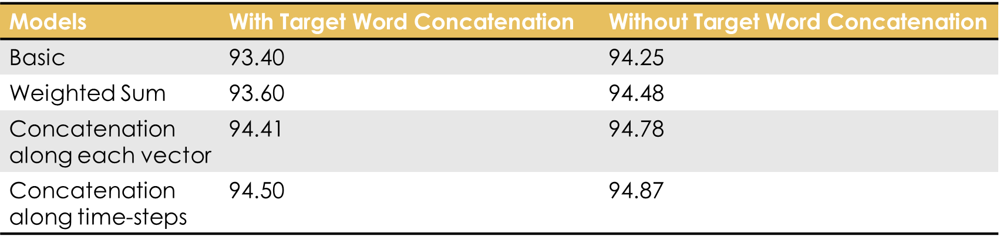 Models With Target Word Concatenation Without Target Word Concatenation
Basic 93.40 94.25
Weighted Sum 93.60 94.48
Concatenation 94.41 94.78
along each vector
Concatenation 94.50 94.87
along time-steps